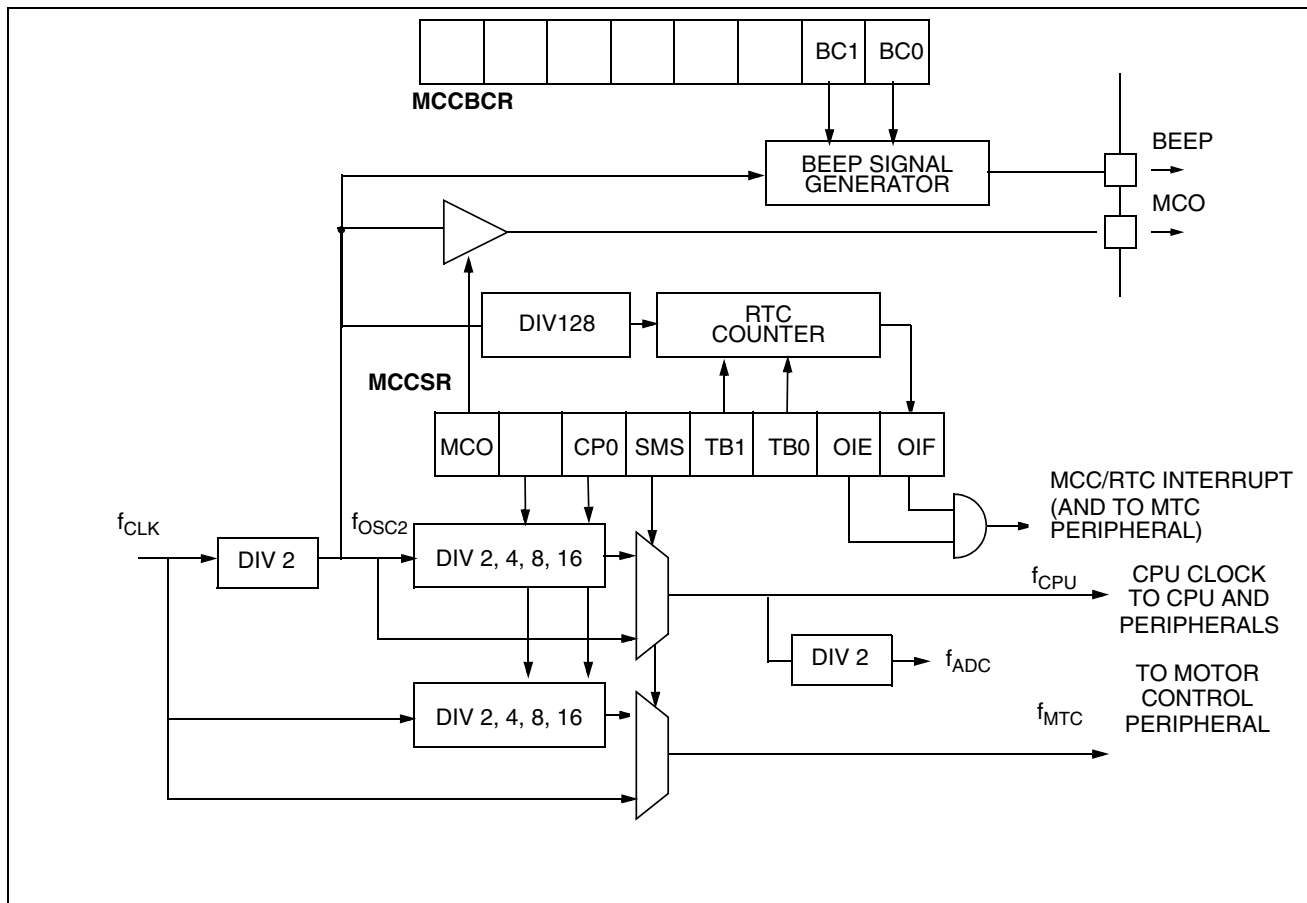 BC1 BC0
MCCBCR
BEEP SIGNAL
GENERATOR
BEEP
MCO
DIV128
RTC
COUNTER
MCCSR
MCO CP0 SMS TB1 TB0 OIE OIF
MCC/RTC INTERRUPT
(AND TO MTC
PERIPHERAL)
fCLK
DIV 2
fOSC2
DIV 2, 4, 8, 16
fCPU
CPU CLOCK
TO CPU AND
PERIPHERALS
DIV 2
fADC
DIV 2, 4, 8, 16
fMTC
TO MOTOR
CONTROL
PERIPHERAL